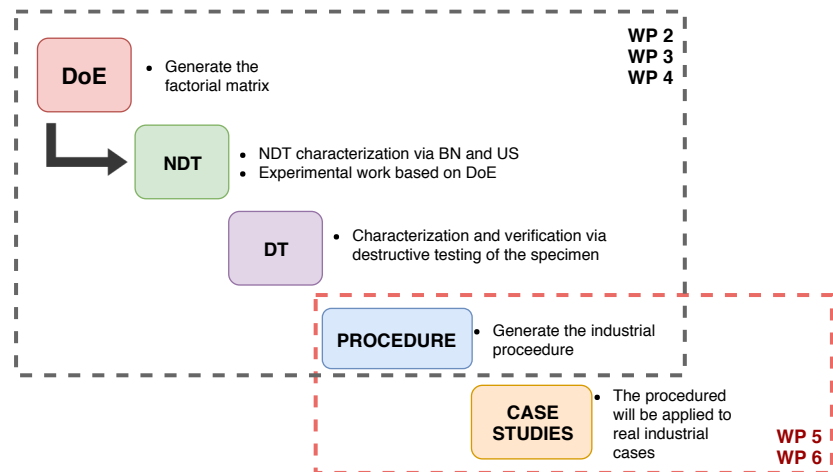 WP 2
WP 3
WP 4
DoE
• Generate the
factorial matrix
NDT
• NDT characterization via BN and US
• Experimental work based on DoE
DT
• Characterization and verification via
destructive testing of the specimen
PROCEDURE
• Generate the industrial
proceedure
CASE
STUDIES
• The procedured
will be applied to
real industrial
cases
WP 5
WP 6